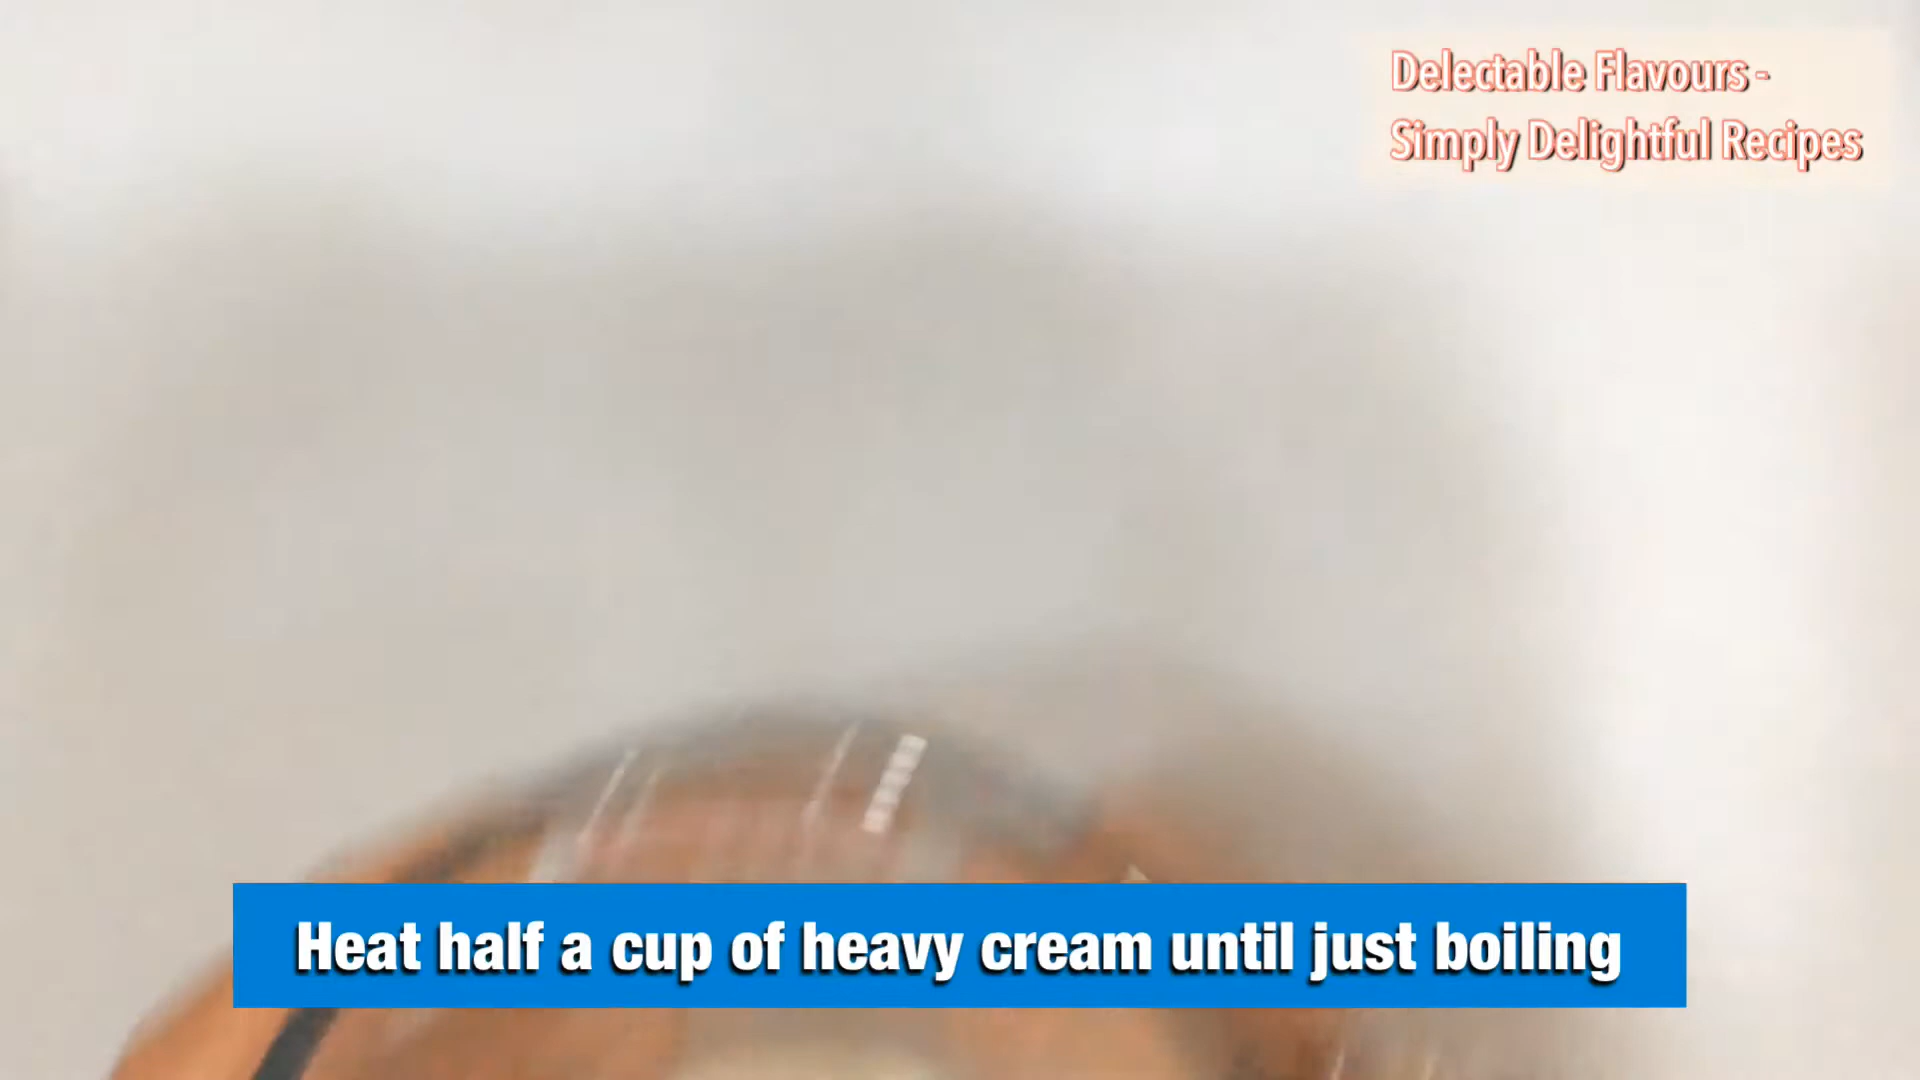 Delectable Flavours -
Simply Delightful Recipes
Heat half a cup of heavy cream until just boiling